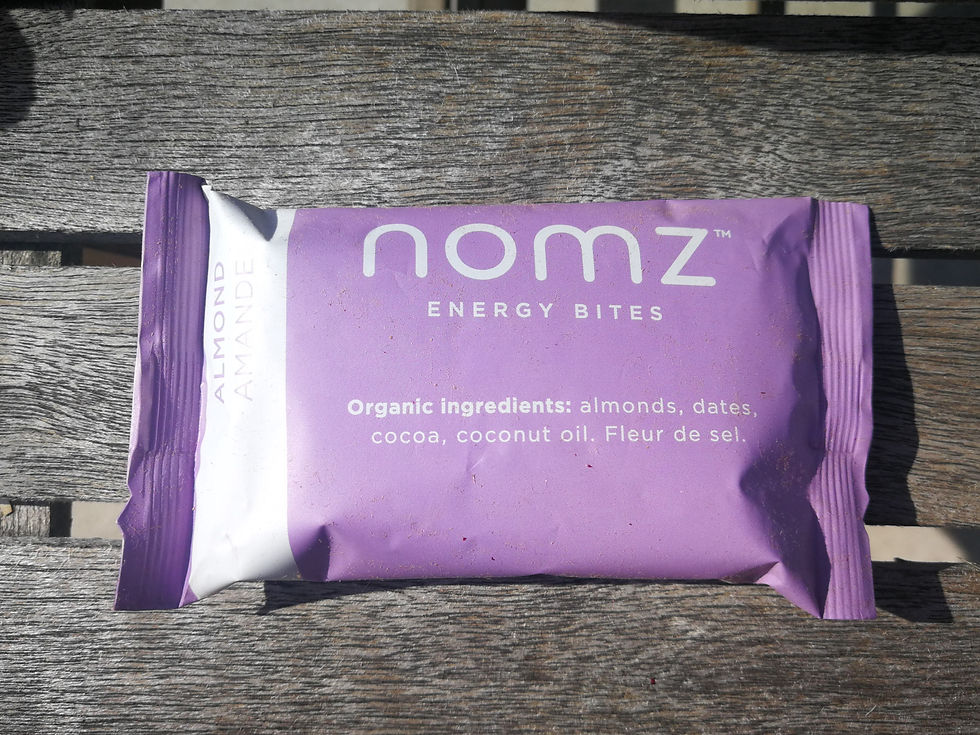 nomz™
ENERGY BITES
Organic ingredients: almonds, dates,
cocoa, coconut oil. Fleur de sel.
ALMOND
AMANDE